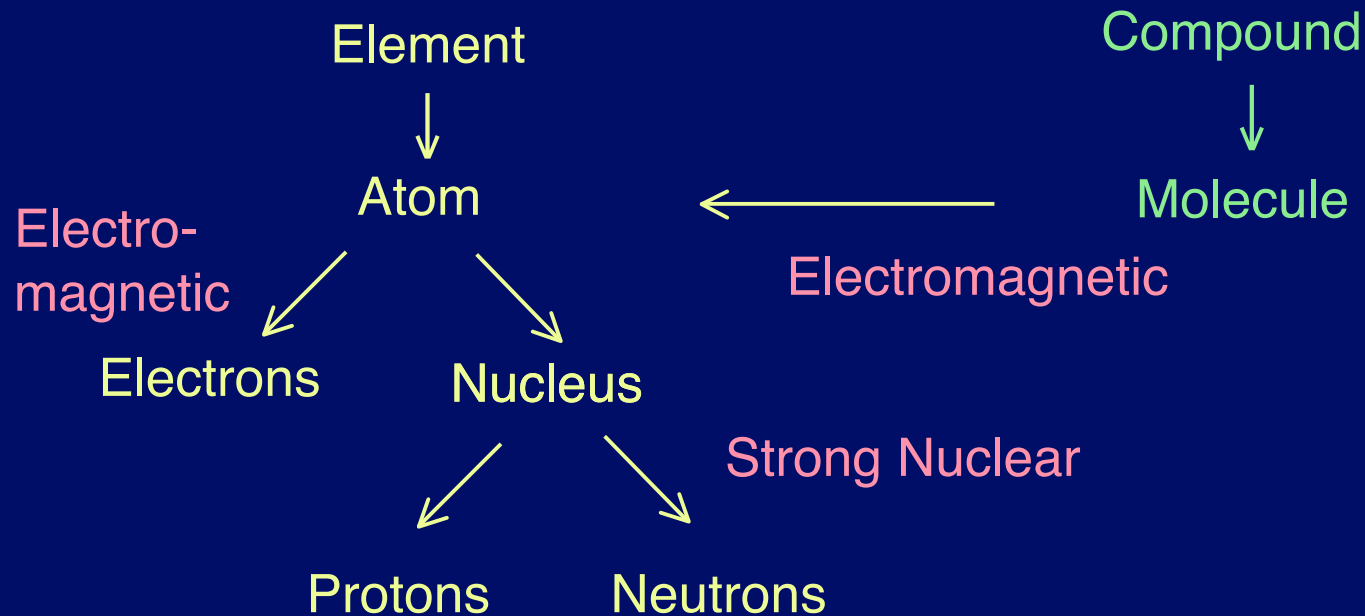 Element
Compound
Atom
Molecule
Electro-
magnetic
Electromagnetic
Electrons
Nucleus
Strong Nuclear
Protons
Neutrons